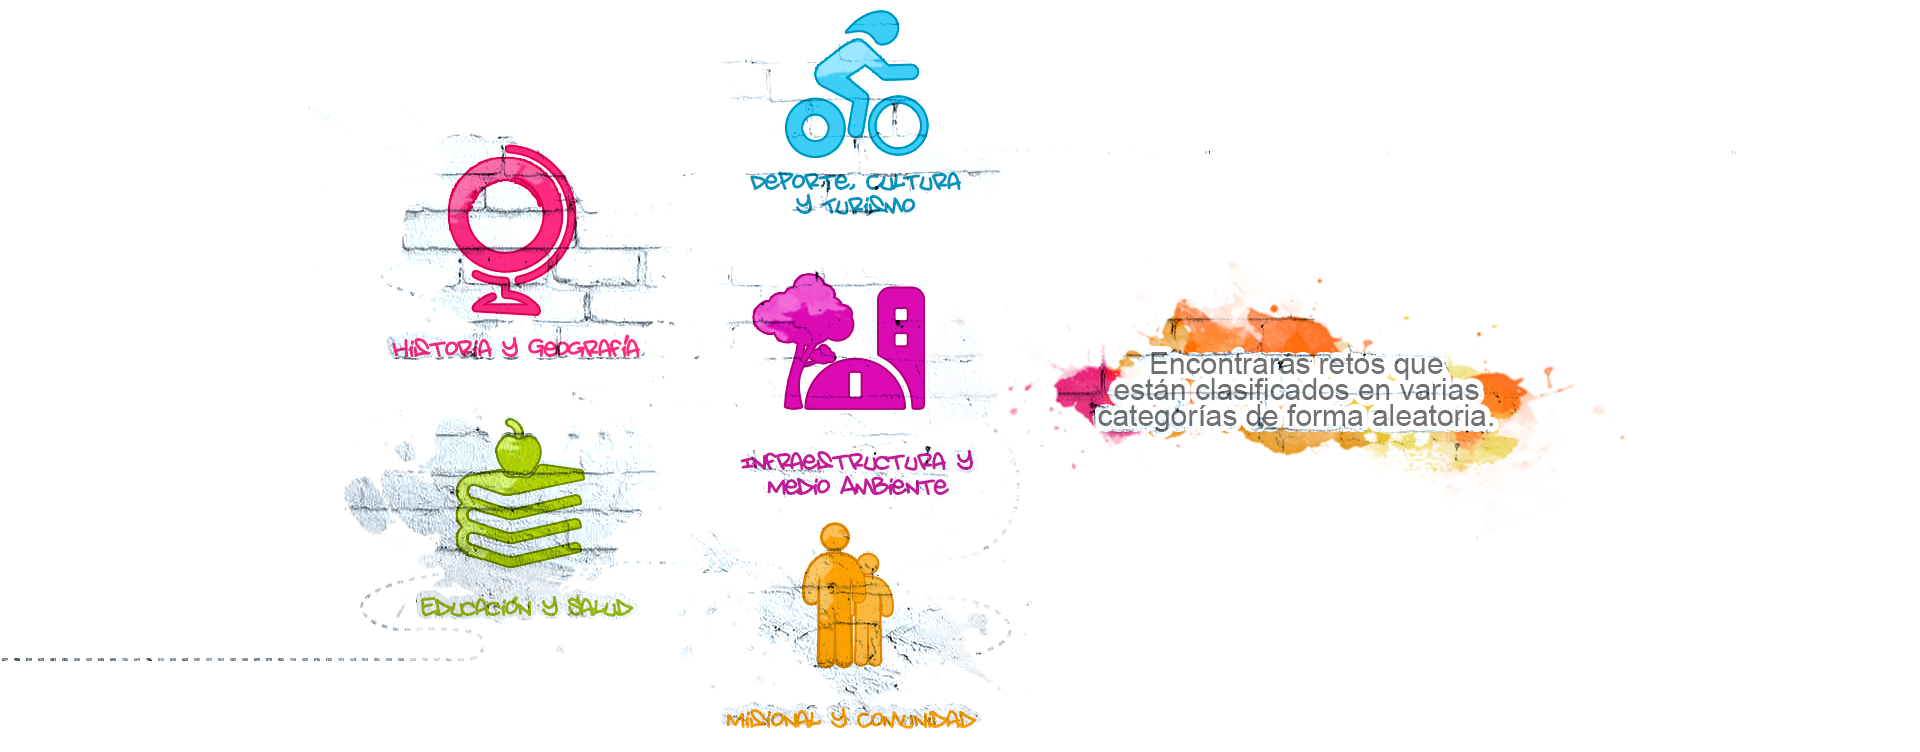 Deporte, Cultura
y Turismo
Historia y Geografía
Infraestructura y
Medio Ambiente
Educación y Salud
Misional y Comunidad
Encontrarás retos que
están clasificados en varias
categorías de forma aleatoria.